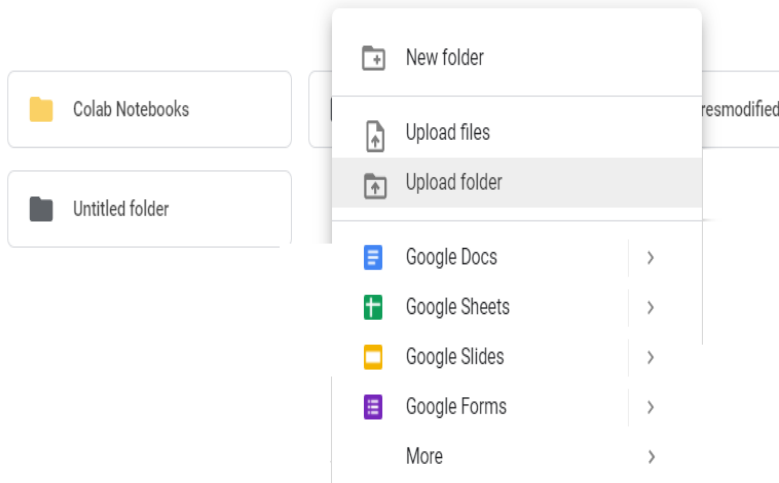 New folder
Colab Notebooks
resmodified
Upload files
Upload folder
Untitled folder
Google Docs
Google Sheets
Google Slides
Google Forms
More